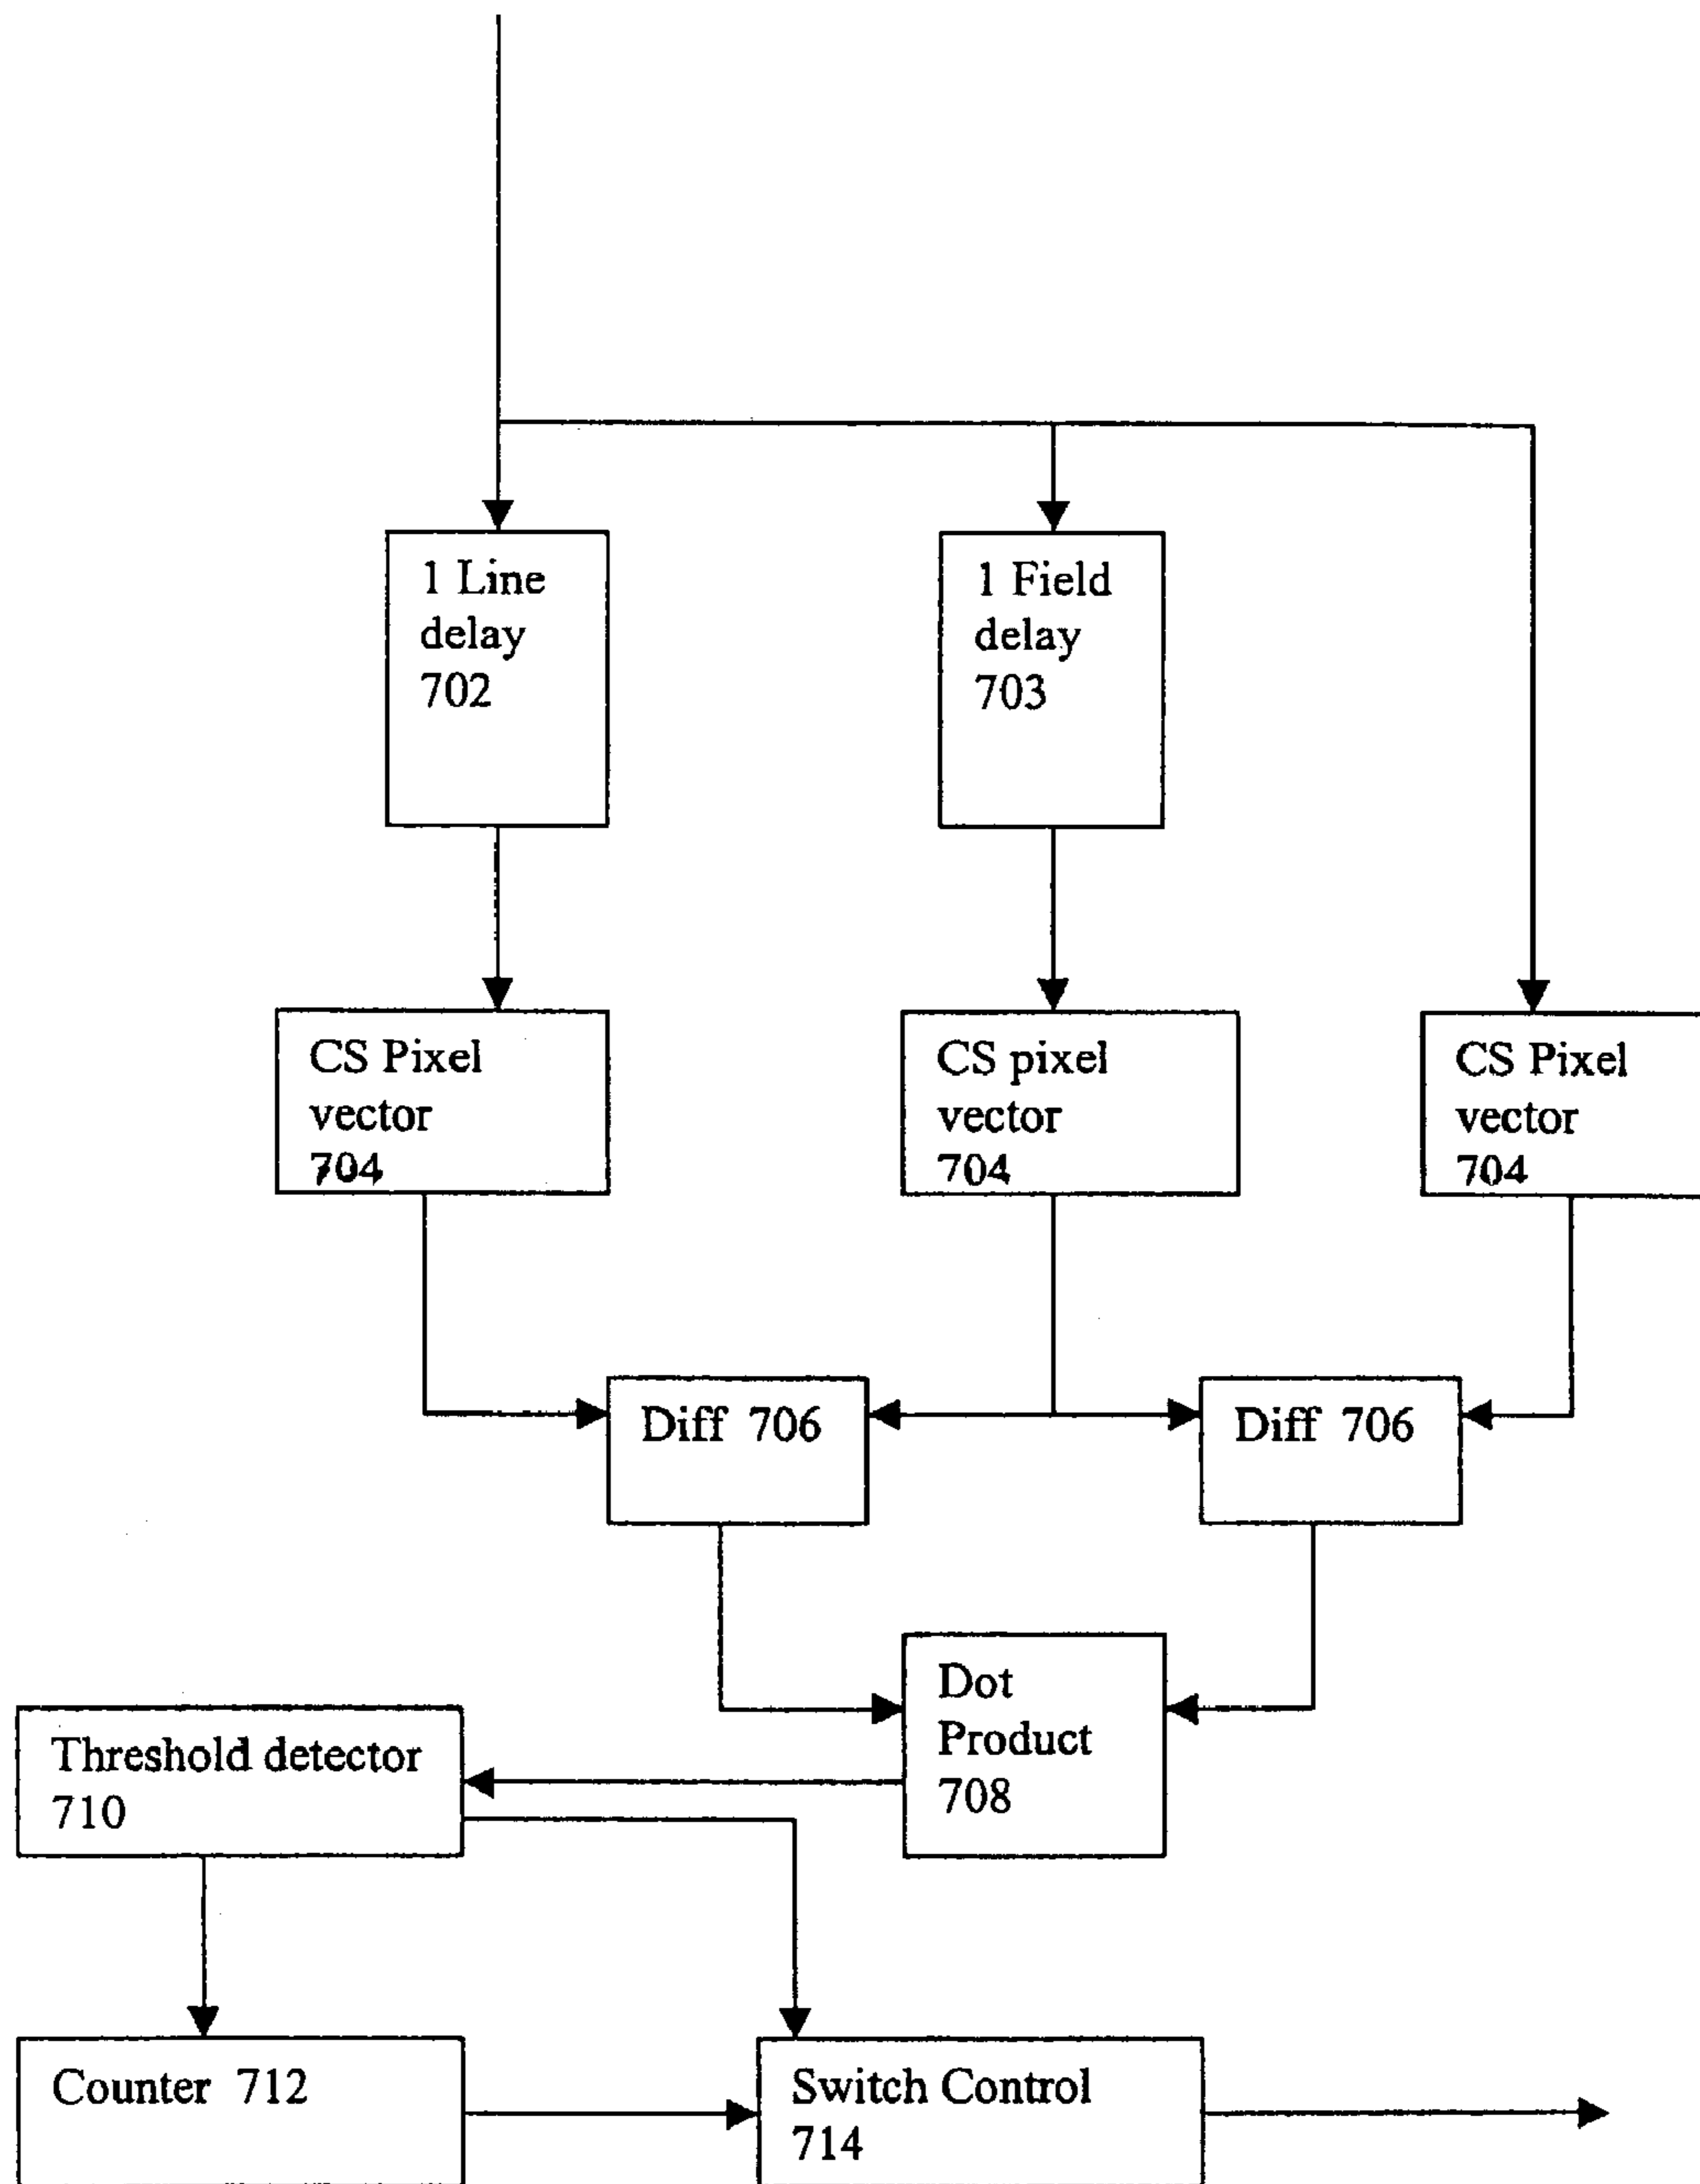 1 Line
delay
702
1 Field
delay
703
CS Pixel
vector
704
CS pixel
vector
704
CS Pixel
vector
704
Diff 706
Diff 706
Dot
Product
708
Threshold detector
710
Counter 712
Switch Control
714